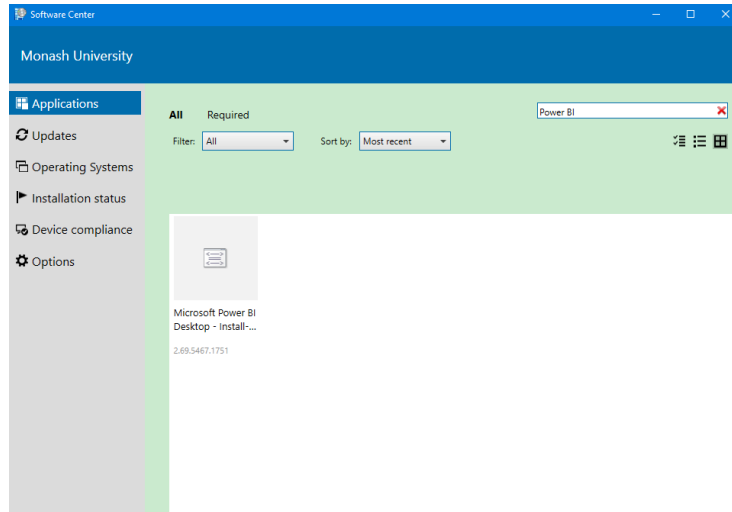 Software Center
Monash University
Applications
Updates
Operating Systems
Installation status
Device compliance
Options
All Required
Power BI
Filter: All Sort by: Most recent
Microsoft Power BI
Desktop - Install-...
2.69.5467.1751